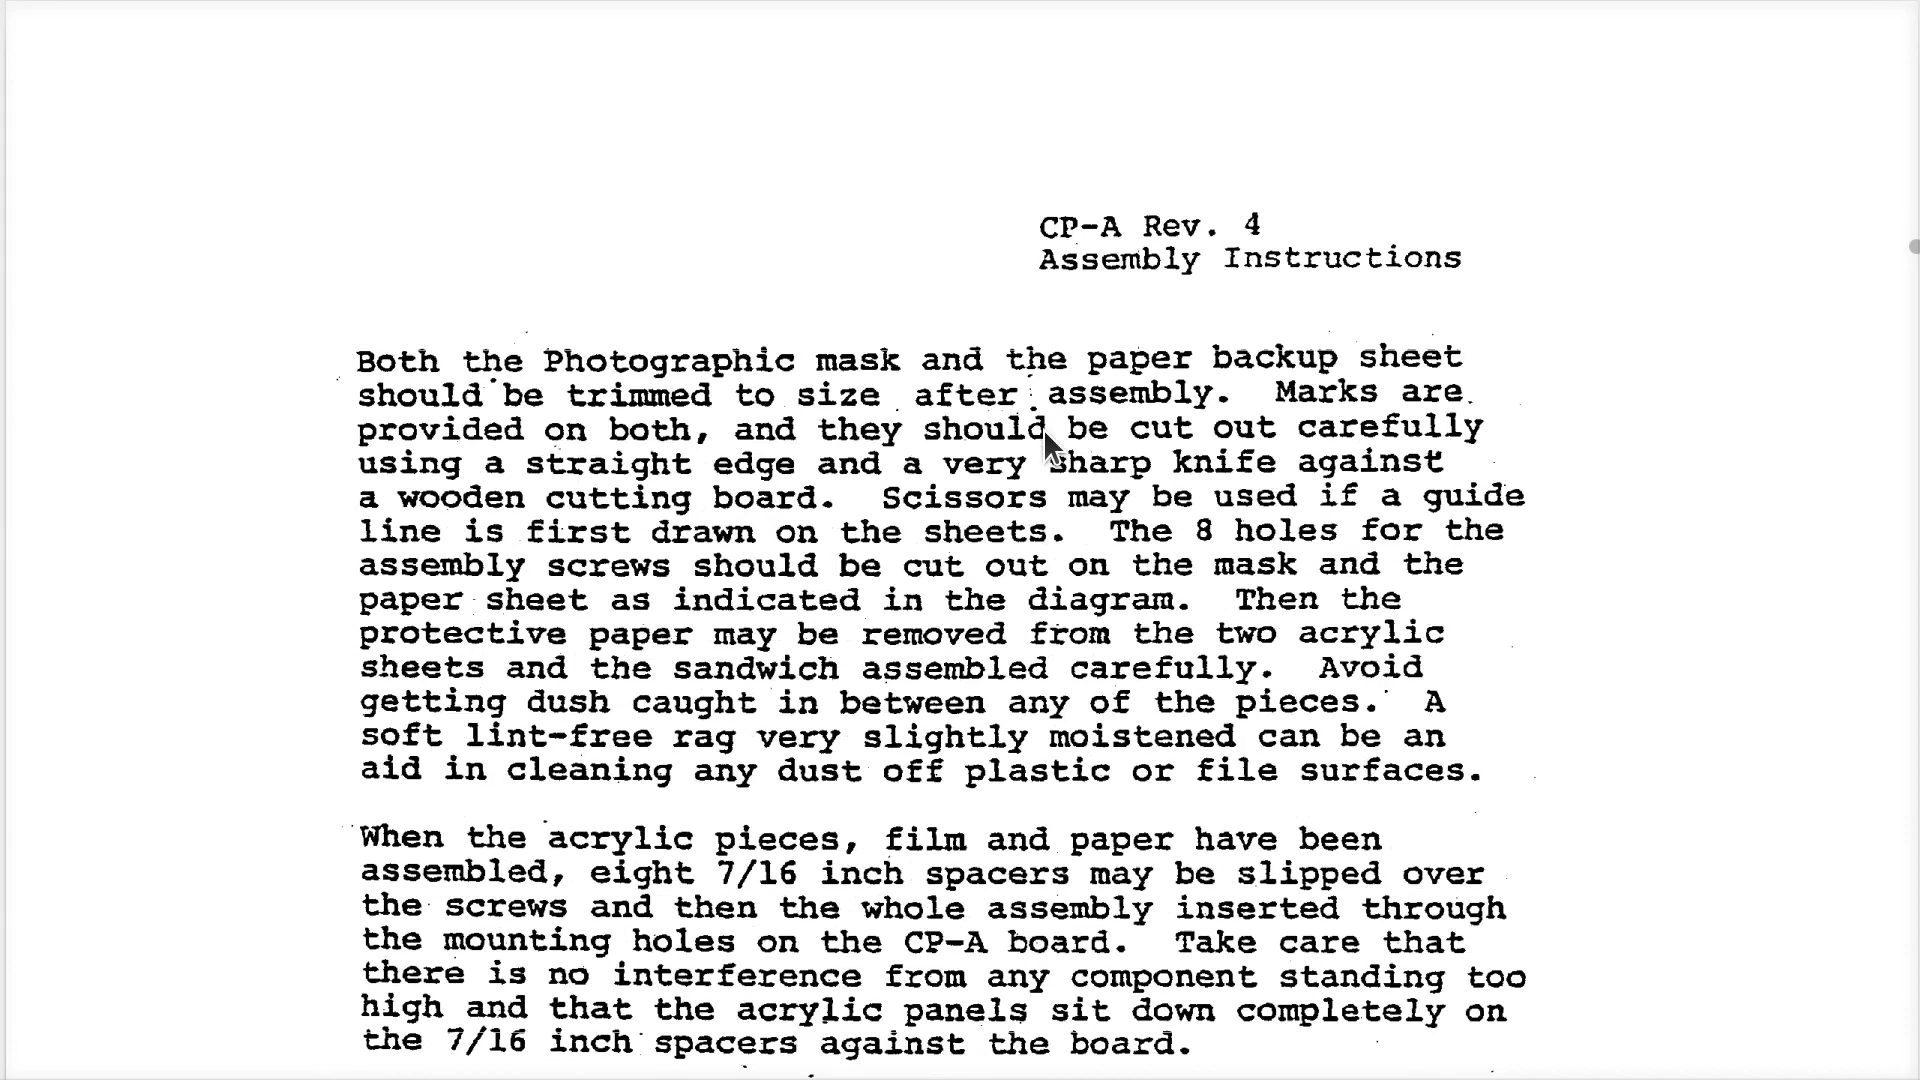 CP-A Rev. 4
Assembly Instructions
Both the Photographic mask and the paper backup sheet
should be trimmed to size after assembly. Marks are
provided on both, and they should be cut out carefully
using a straight edge and a very sharp knife against
a wooden cutting board. Scissors may be used if a guide
line is first drawn on the sheets. The 8 holes for the
assembly screws should be cut out on the mask and the
paper sheet as indicated in the diagram. Then the
protective paper may be removed from the two acrylic
sheets and the sandwich assembled carefully. Avoid
getting dush caught in between any of the pieces. A
soft lint-free rag very slightly moistened can be an
aid in cleaning any dust off plastic or file surfaces.
When the acrylic pieces, film and paper have been
assembled, eight 7/16 inch spacers may be slipped over
the screws and then the whole assembly inserted through
the mounting holes on the CP-A board. Take care that
there is no interference from any component standing too
high and that the acrylic panels sit down completely on
the 7/16 inch spacers against the board.